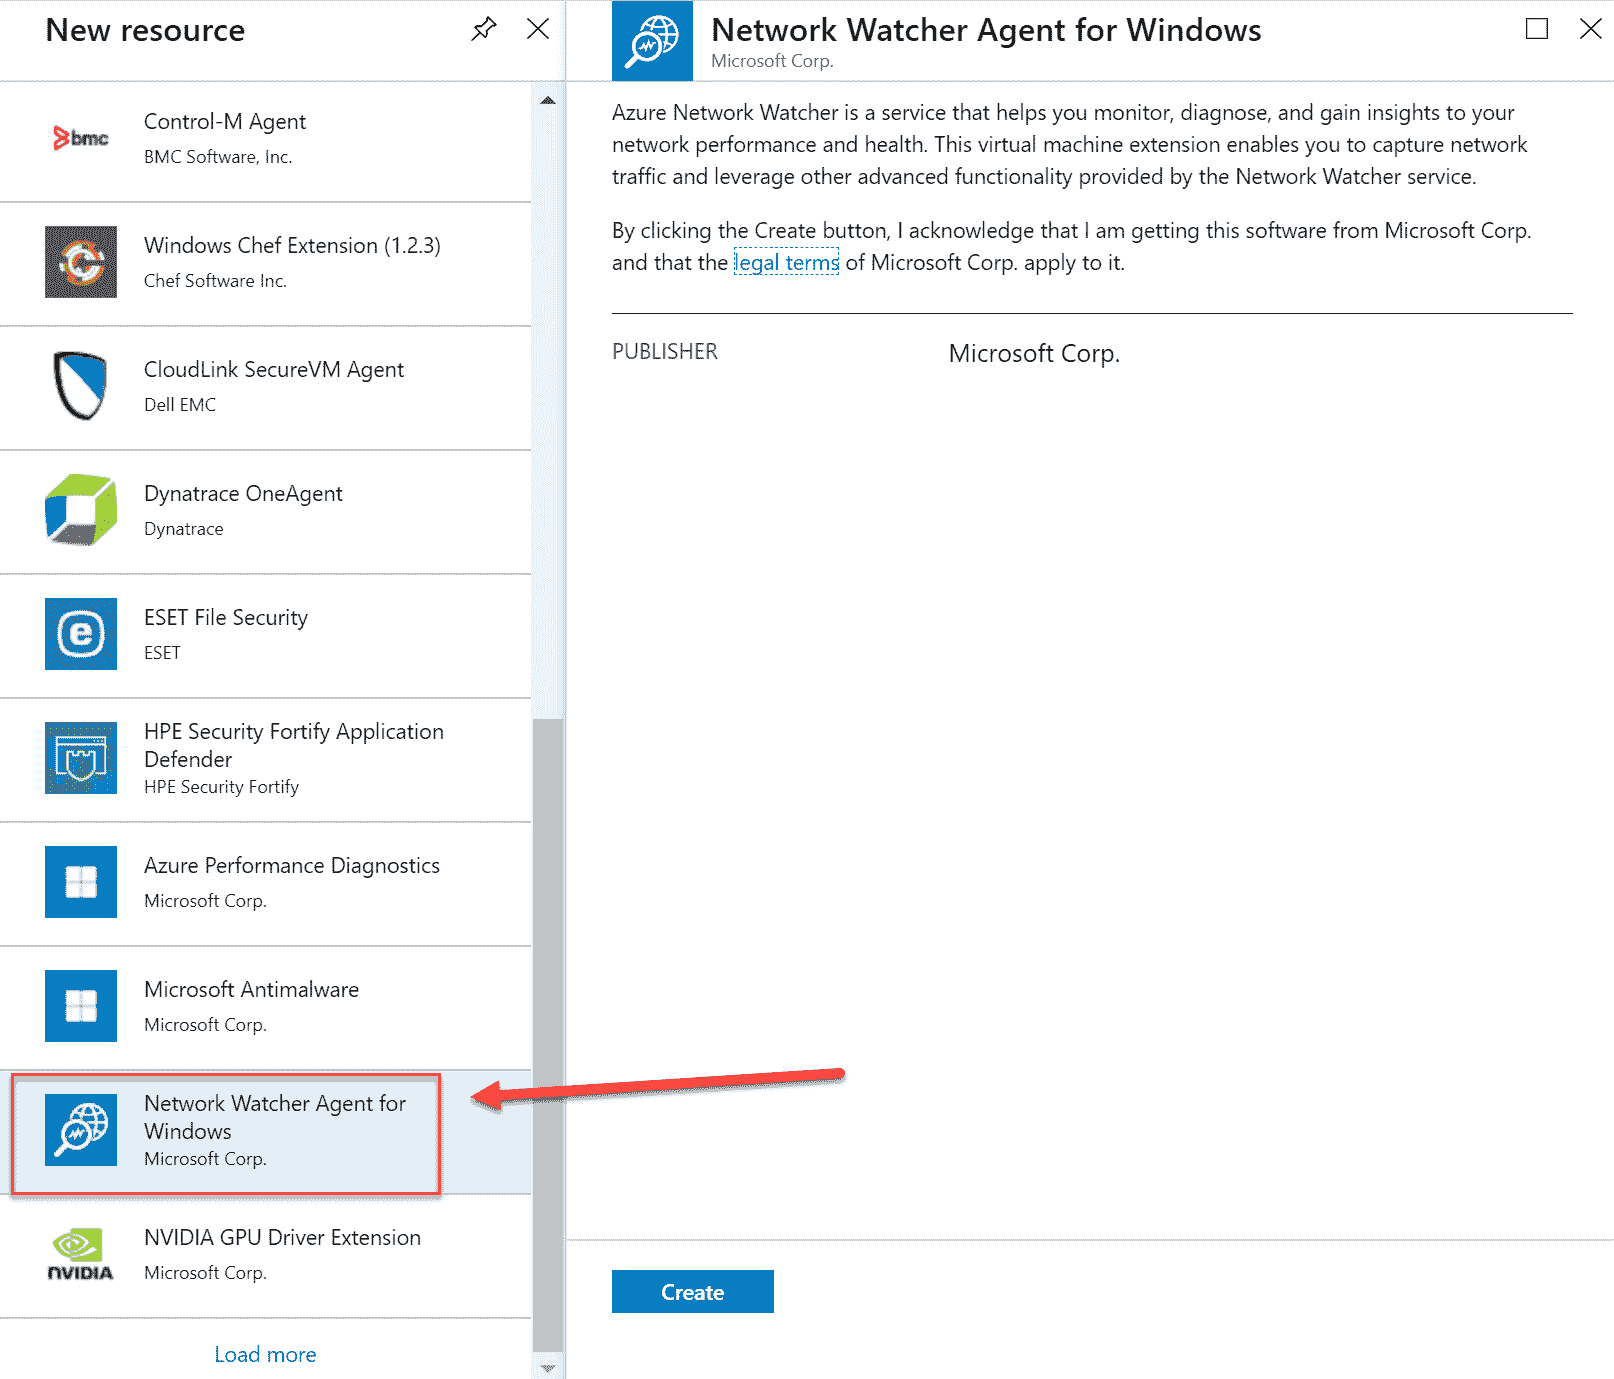 New resource
bmc
Control-M Agent
BMC Software, Inc.
Windows Chef Extension (1.2.3)
Chef Software Inc.
CloudLink SecureVM Agent
Dell EMC
Dynatrace OneAgent
Dynatrace
e
ESET File Security
ESET
HPE Security Fortify Application
Defender
HPE Security Fortify
Azure Performance Diagnostics
Microsoft Corp.
Microsoft Antimalware
Microsoft Corp.
Network Watcher Agent for
Windows
Microsoft Corp.
NVIDIA
NVIDIA GPU Driver Extension
Microsoft Corp.
Load more
Network Watcher Agent for Windows
Microsoft Corp.
Azure Network Watcher is a service that helps you monitor, diagnose, and gain insights to your
network performance and health. This virtual machine extension enables you to capture network
traffic and leverage other advanced functionality provided by the Network Watcher service.
By clicking the Create button, I acknowledge that I am getting this software from Microsoft Corp.
and that the legal terms of Microsoft Corp. apply to it.
PUBLISHER
Microsoft Corp.
Create